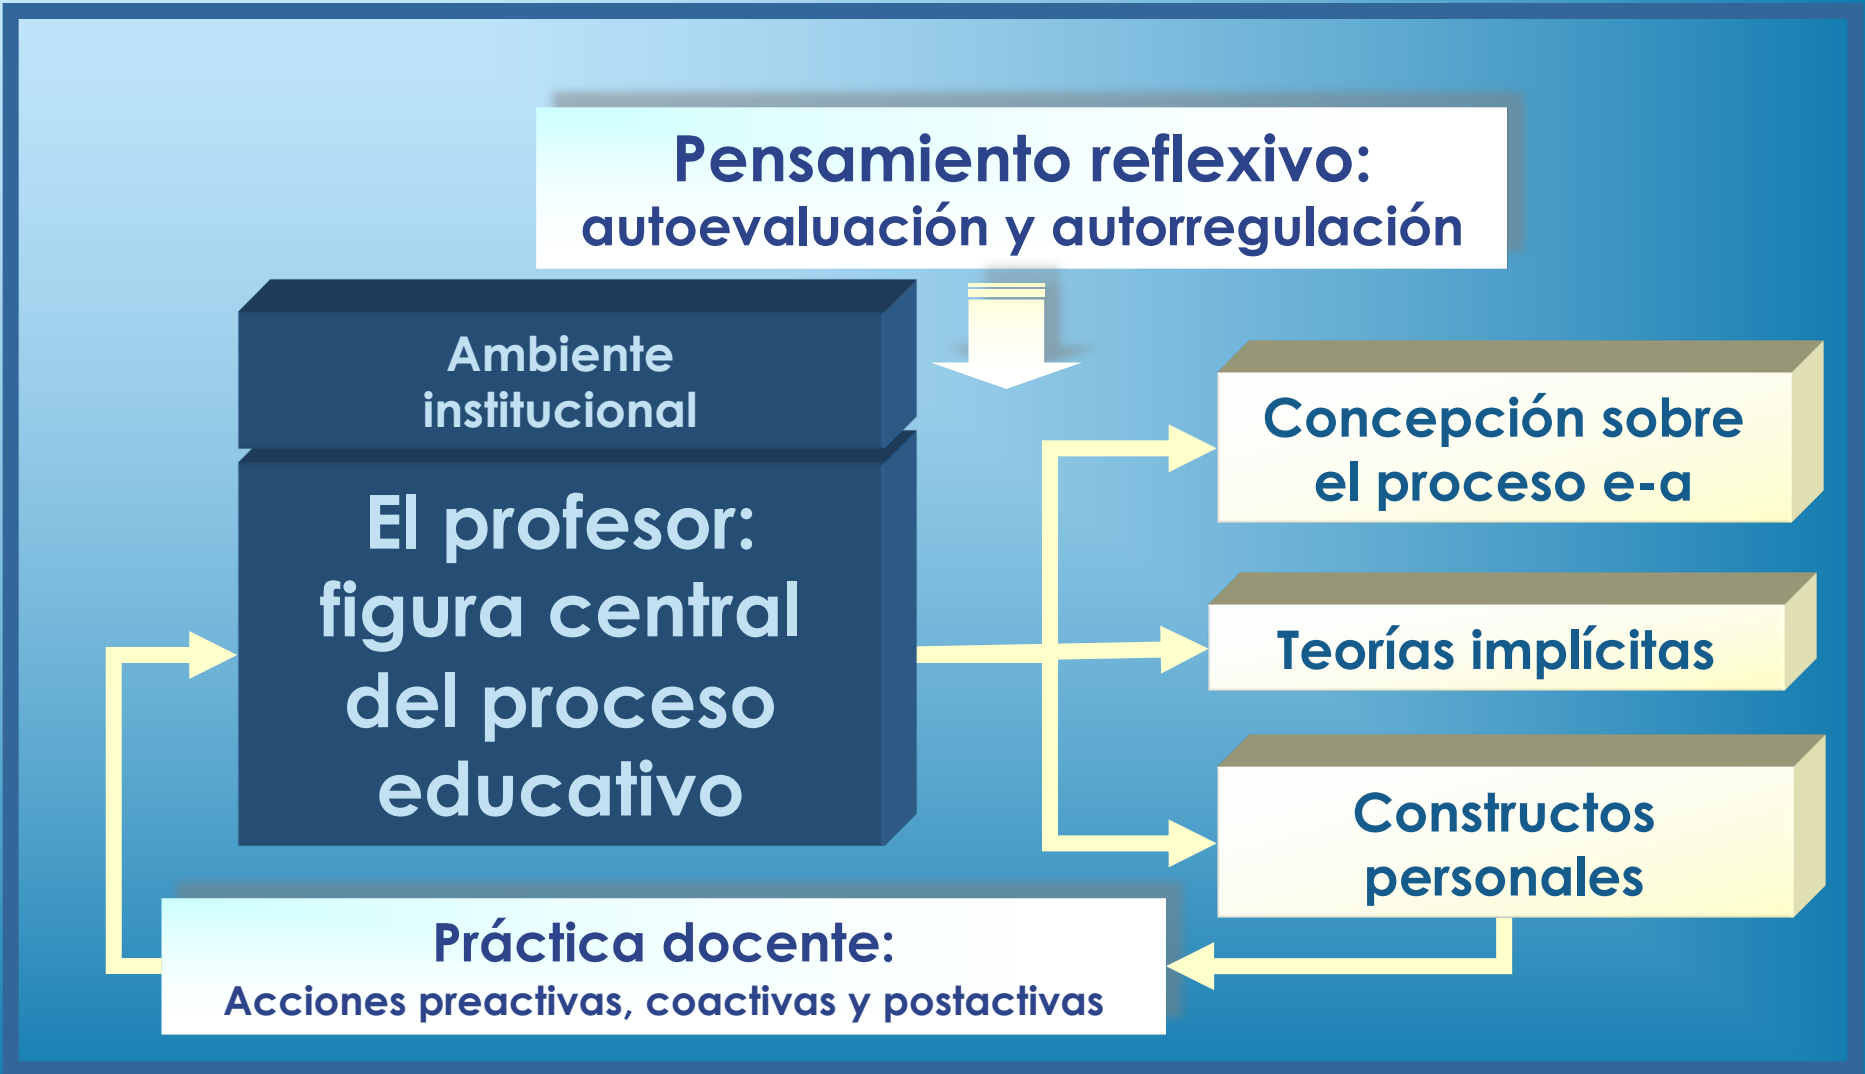 Pensamiento reflexivo:
autoevaluación y autorregulación
Ambiente
institucional
El profesor:
figura central
del proceso
educativo
Concepción sobre
el proceso e-a
Teorías implícitas
Constructos
personales
Práctica docente:
Acciones preactivas, coactivas y postactivas